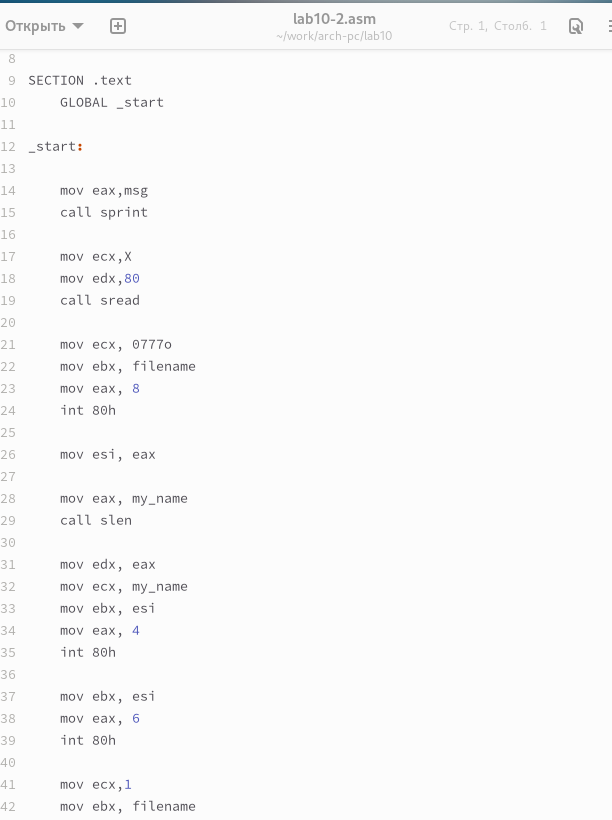 Открыть
lab10-2.asm
~/work/arch-pc/lab10
Стр. 1, Столб. 1
8
9 SECTION .text
10     GLOBAL _start
11
12 _start:
13
14     mov eax,msg
15     call sprint
16
17     mov ecx,X
18     mov edx,80
19     call sread
20
21     mov ecx, 0777o
22     mov ebx, filename
23     mov eax, 8
24     int 80h
25
26     mov esi, eax
27
28     mov eax, my_name
29     call slen
30
31     mov edx, eax
32     mov ecx, my_name
33     mov ebx, esi
34     mov eax, 4
35     int 80h
36
37     mov ebx, esi
38     mov eax, 6
39     int 80h
40
41     mov ecx,1
42     mov ebx, filename